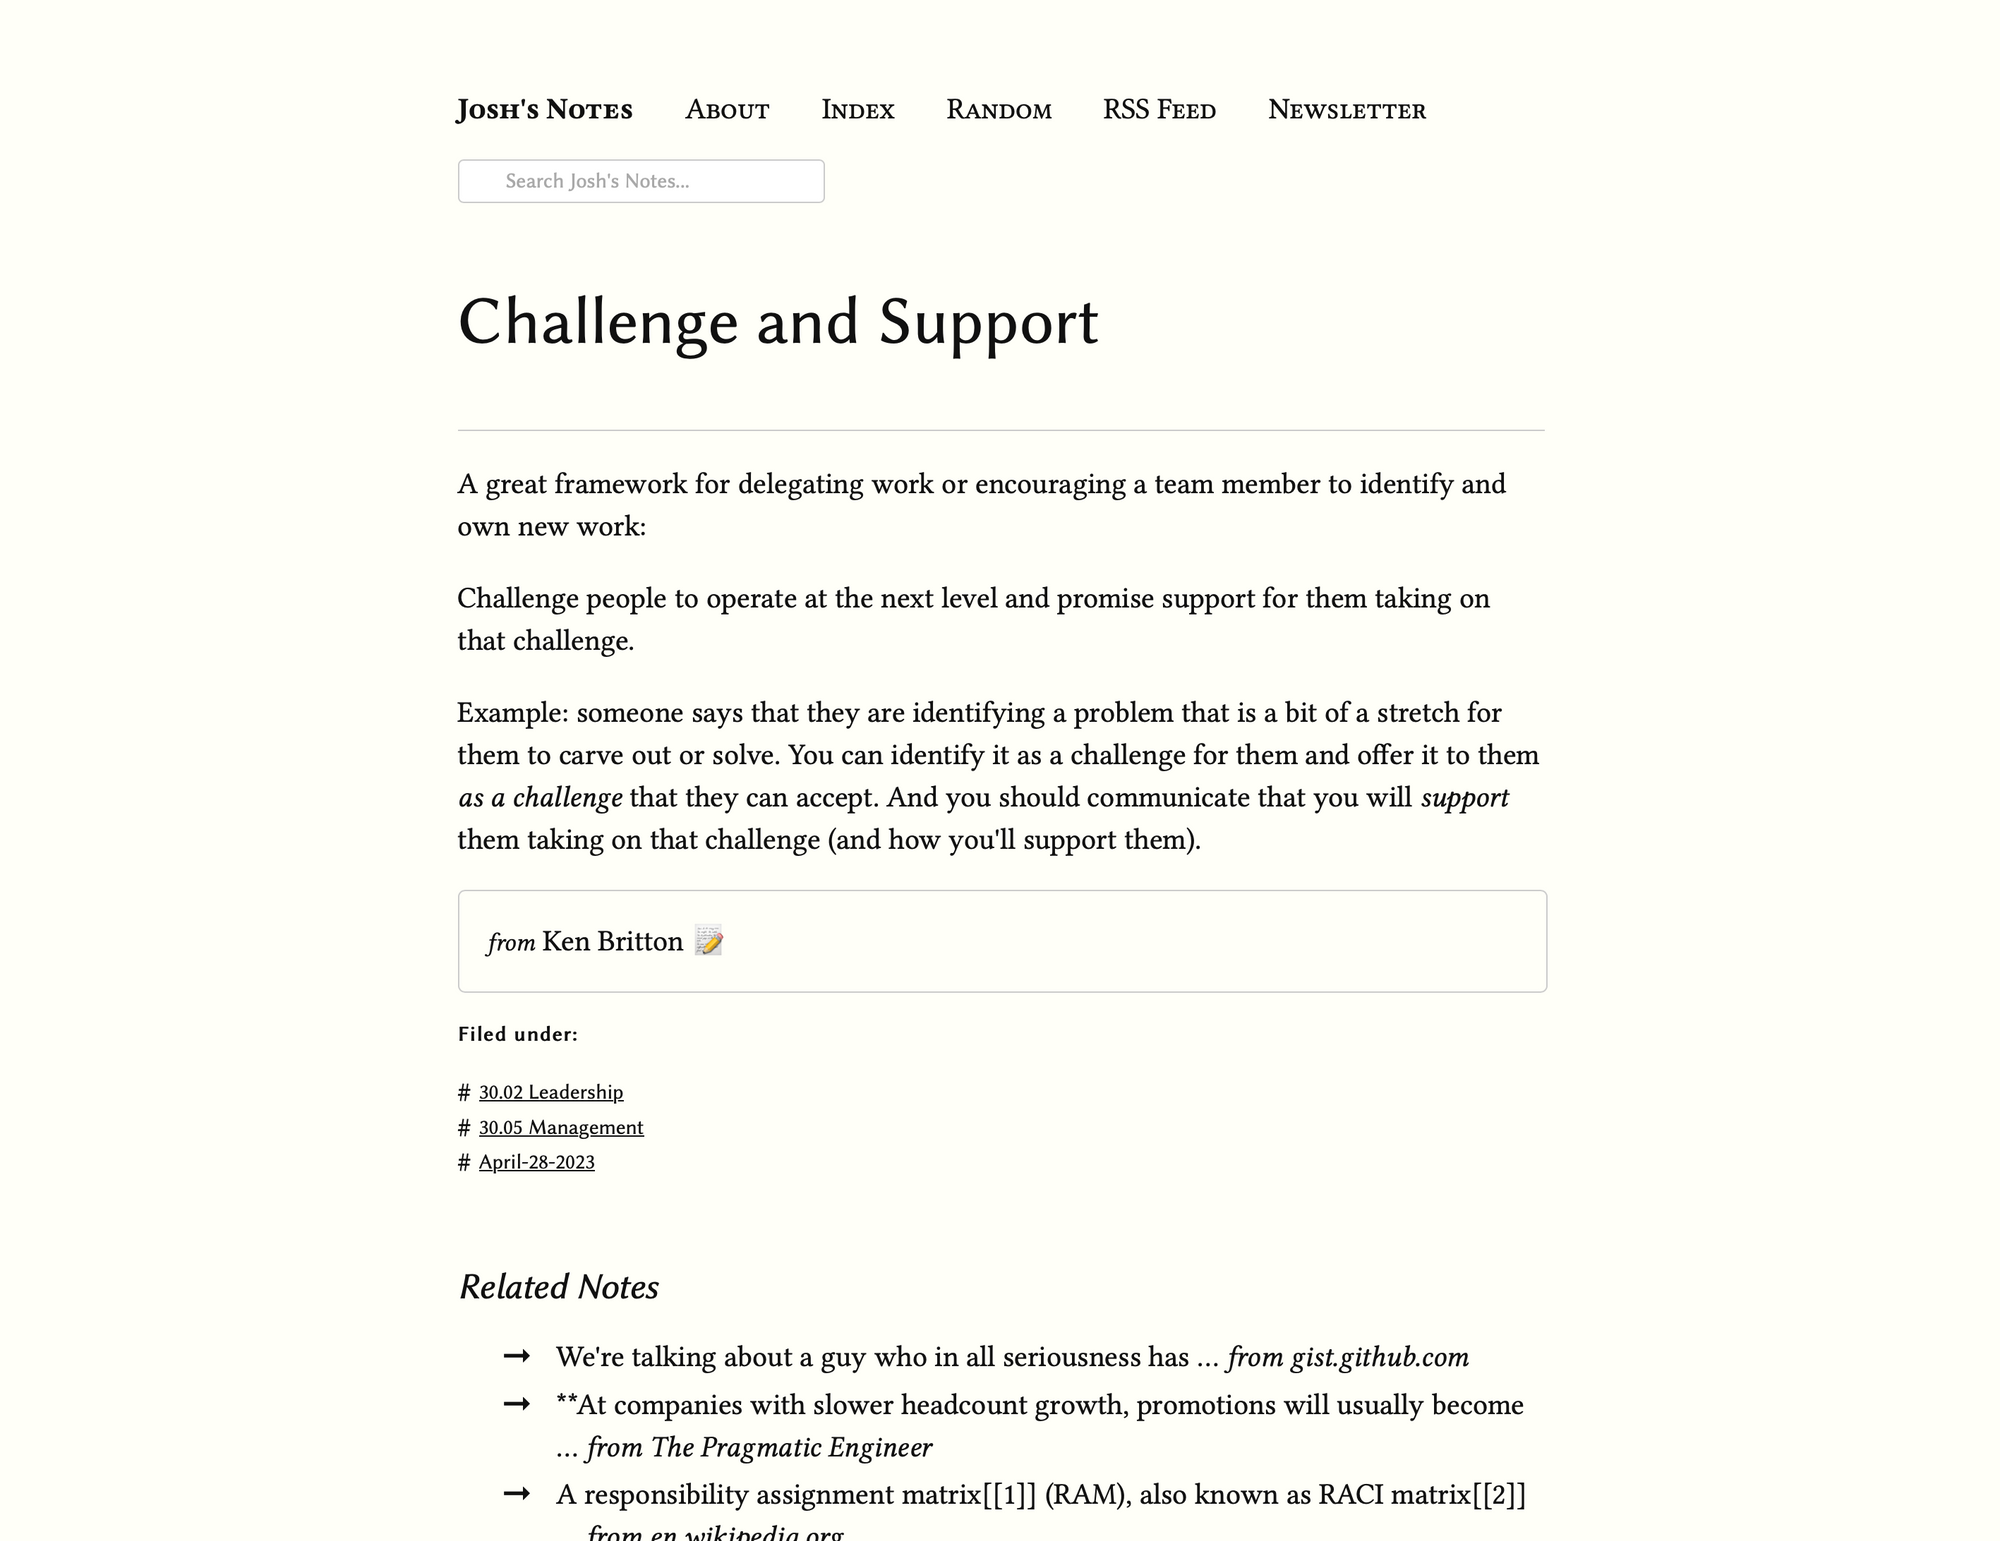 Josh's Notes About Index Random RSS Feed Newsletter
Search Josh's Notes...
Challenge and Support
A great framework for delegating work or encouraging a team member to identify and
own new work:
Challenge people to operate at the next level and promise support for them taking on
that challenge.
Example: someone says that they are identifying a problem that is a bit of a stretch for
them to carve out or solve. You can identify it as a challenge for them and offer it to them
as a challenge that they can accept. And you should communicate that you will support
them taking on that challenge (and how you'll support them).
from Ken Britton 📝
Filed under:
# 30.02 Leadership
# 30.05 Management
# April-28-2023
Related Notes
→ We're talking about a guy who in all seriousness has ... from gist.github.com
→ **At companies with slower headcount growth, promotions will usually become
... from The Pragmatic Engineer
→ A responsibility assignment matrix[[1]] (RAM), also known as RACI matrix[[2]]
... from en.wikipedia.org